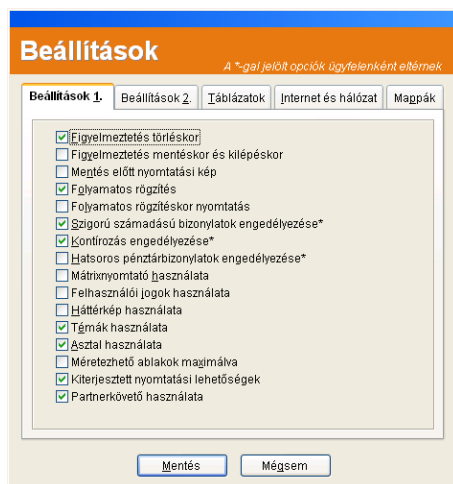 Beállítások
A *-gal jelölt opciók ügyfelenként eltérnek
Beállítások 1. Beállítások 2. Táblázatok Internet és hálózat Mappák
Figyelmeztetés törléskor
Figyelmeztetés mentéskor és kilépéskor
Mentés előtt nyomtatási kép
Folyamatos rögzítés
Folyamatos rögzítéskor nyomtatás
Szigorú számadású bizonylatok engedélyezése*
Kontírozás engedélyezése*
Hatsoros pénztárbizonylatok engedélyezése*
Mátrixnyomtató használata
Felhasználói jogok használata
Háttérkép használata
Témák használata
Asztal használata
Méretezhető ablakok maximálva
Kiterjesztett nyomtatási lehetőségek
Partnerkövető használata
Mentés Mégsem